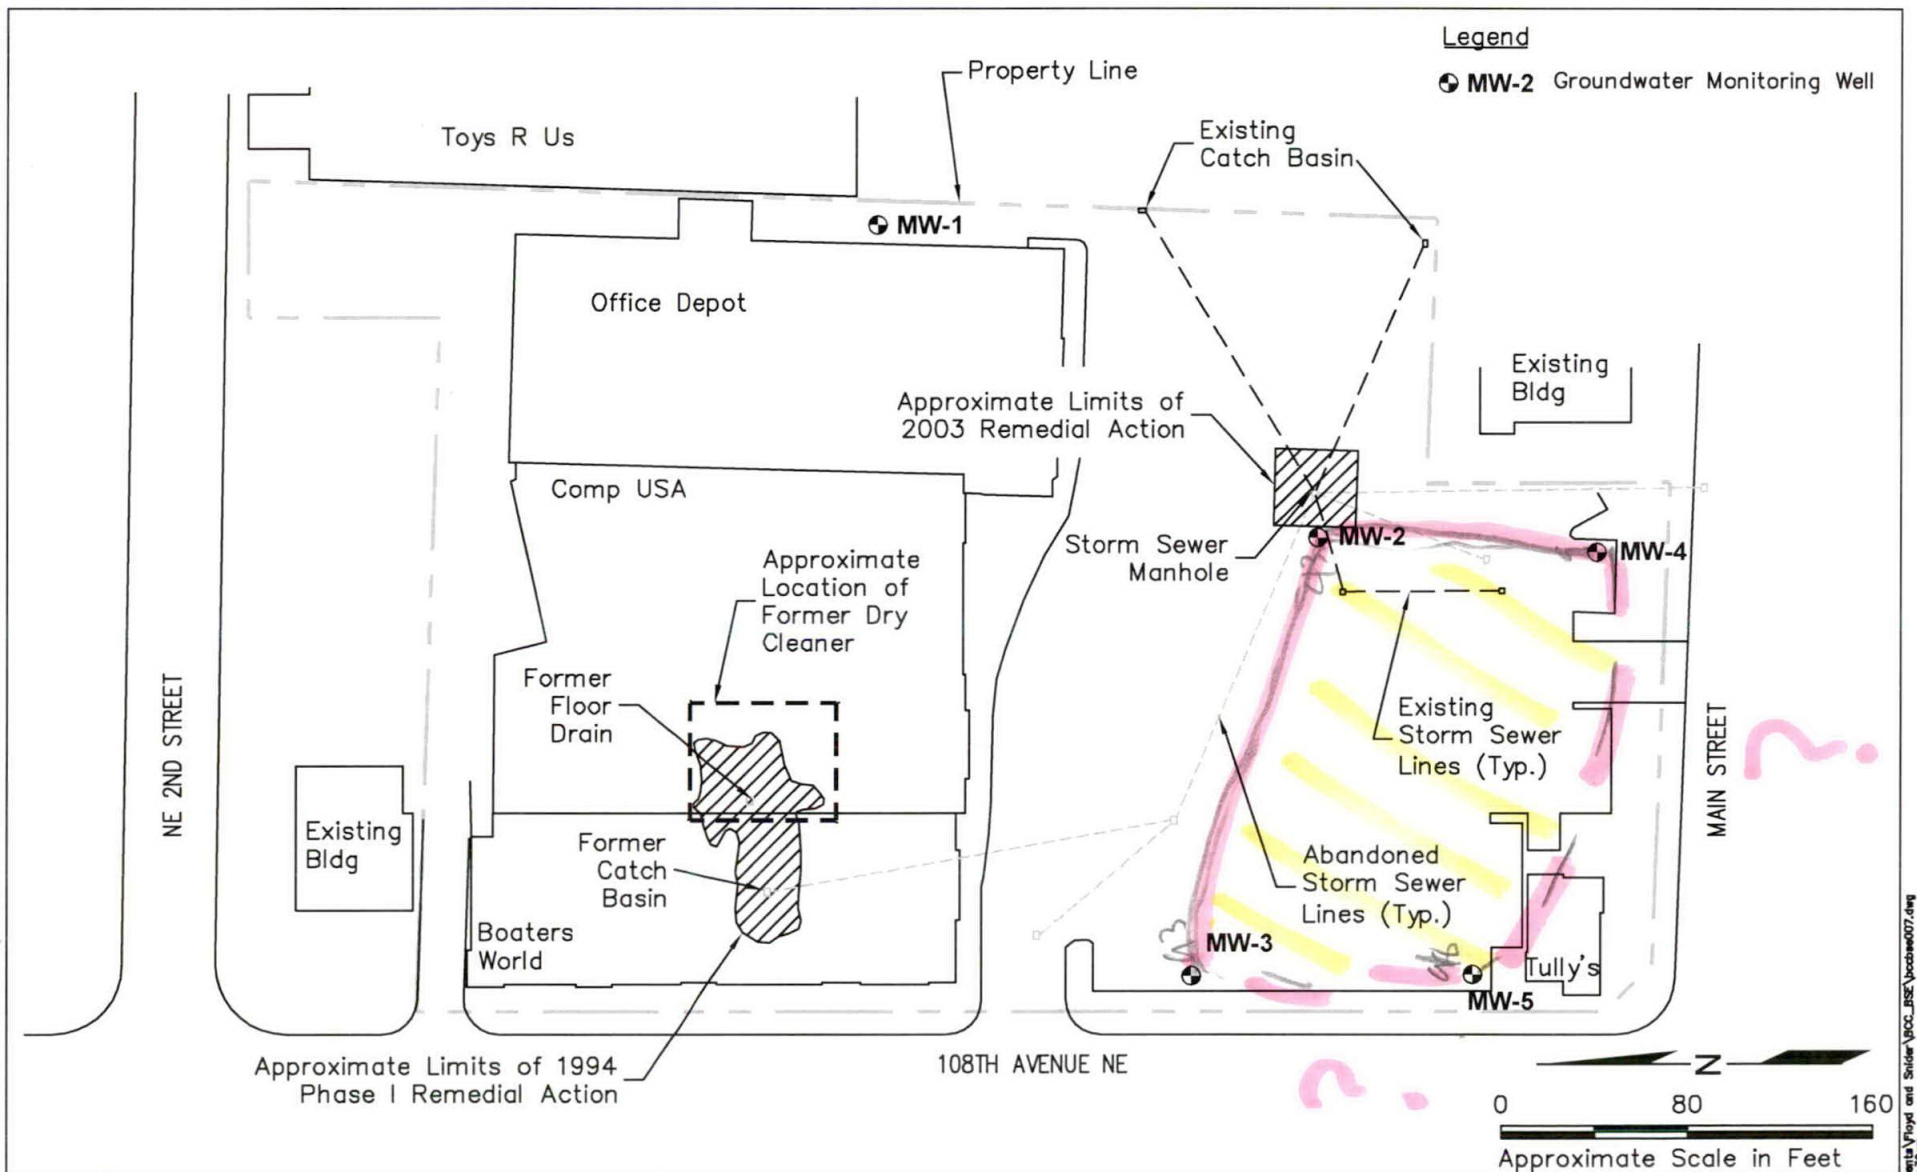 Legend
MW-2 Groundwater Monitoring Well
Property Line
Toys R Us
Existing
Catch Basin
MW-1
Office Depot
Existing
Bldg
Approximate Limits of
2003 Remedial Action
Comp USA
MW-2
MW-4
Storm Sewer
Manhole
Approximate
Location of
Former Dry
Cleaner
Former
Floor
Drain
Existing
Storm Sewer
Lines (Typ.)
NE 2ND STREET
MAIN STREET
?
Existing
Bldg
Former
Catch
Basin
Abandoned
Storm Sewer
Lines (Typ.)
Boaters
World
MW-3
Tully's
MW-5
Approximate Limits of 1994
Phase I Remedial Action
108TH AVENUE NE
?
N
0 80 160
Approximate Scale in Feet